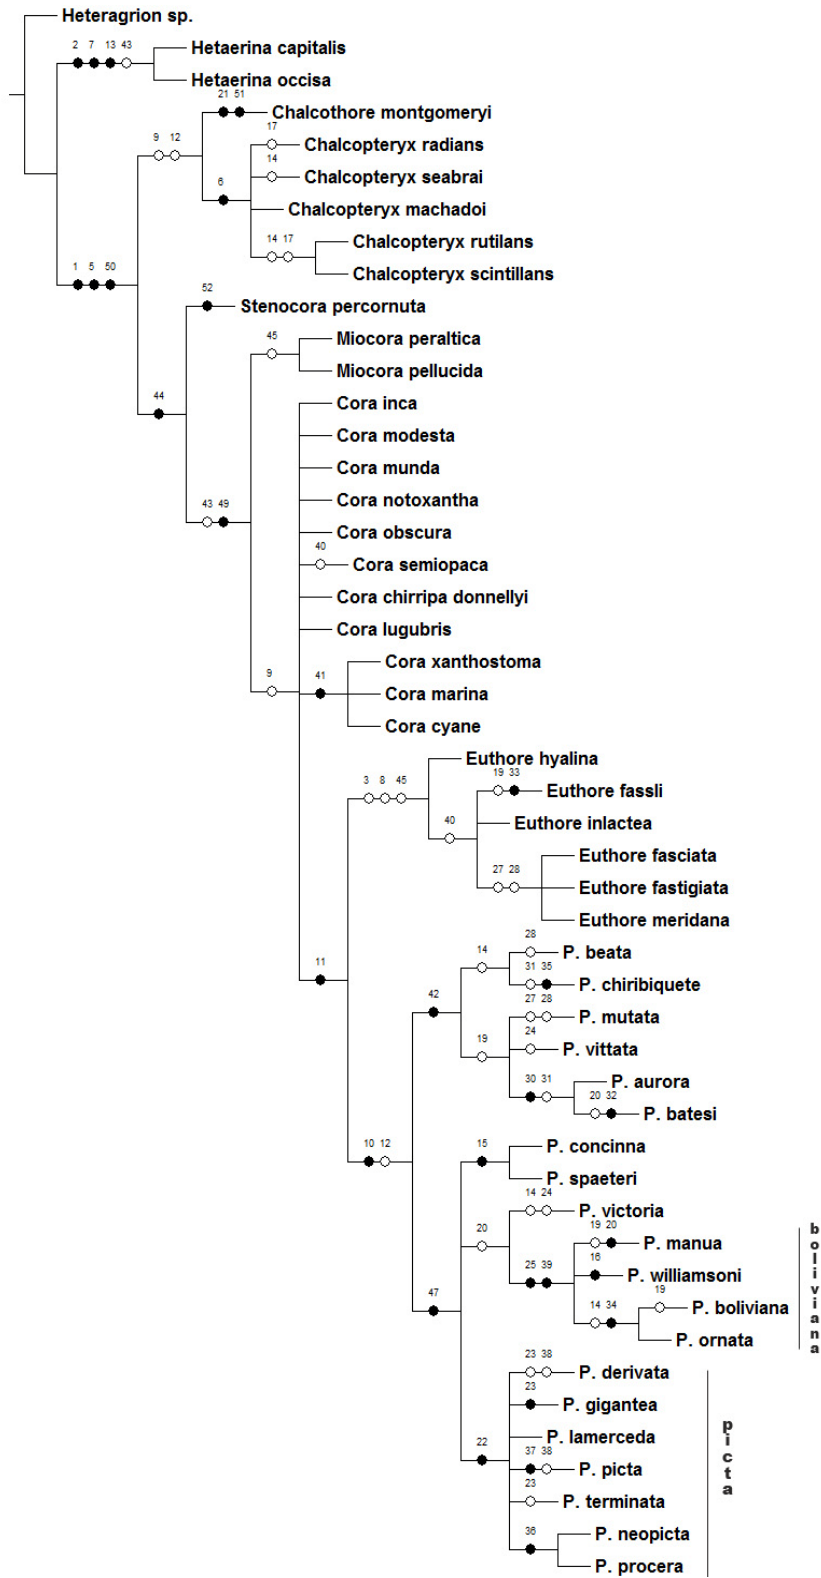 Heteragrion sp.
2 7 13 43
Hetaerina capitalis
Hetaerina occisa
21 51
Chalcothore montgomeryi
9 12
17
Chalcopteryx radians
14
Chalcopteryx seabrai
6
Chalcopteryx machadoi
14 17
Chalcopteryx rutilans
Chalcopteryx scintillans
1 5 50
52
Stenocora percornuta
45
Miocora peraltica
Miocora pellucida
44
Cora inca
Cora modesta
Cora munda
Cora notoxantha
43 49
Cora obscura
40
Cora semiopaca
Cora chirripa donnellyi
Cora lugubris
Cora xanthostoma
9
41
Cora marina
Cora cyane
Euthore hyalina
3 8 45
19 33
Euthore fassli
40
Euthore inlactea
Euthore fasciata
27 28
Euthore fastigiata
Euthore meridana
28
P. beata
14
11
31 35
P. chiribiquete
42
27 28
P. mutata
19
24
P. vittata
30 31
P. aurora
20 32
P. batesi
10 12
15
P. concinna
P. spaeteri
14 24
P. victoria
20
19 20
P. manua
25 39
16
P. williamsoni
47
14 34
19
P. boliviana
P. ornata
boliviana
23 38
P. derivata
23
P. gigantea
22
P. lamerceda
37 38
P. picta
23
P. terminata
36
P. neopicta
P. procera
picta